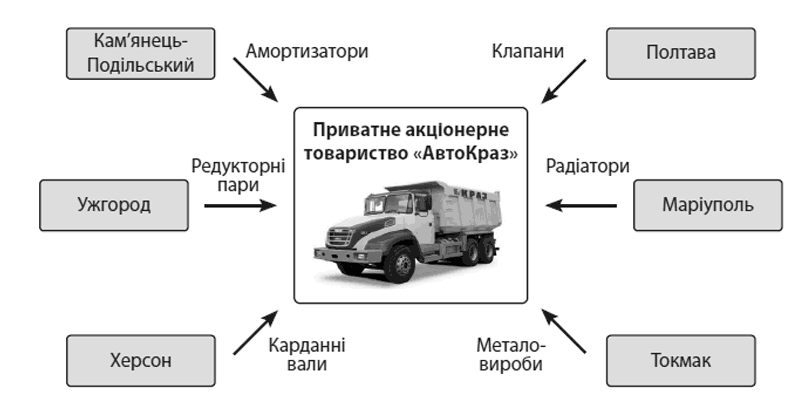 Кам’янець-
Подільський
Амортизатори
Клапани
Полтава
Приватне акціонерне
товариство «АвтоКраз»
Редукторні
пари
Радіатори
Ужгород
КРАЗ
Маріуполь
Херсон
Карданні
вали
Метало-
вироби
Токмак